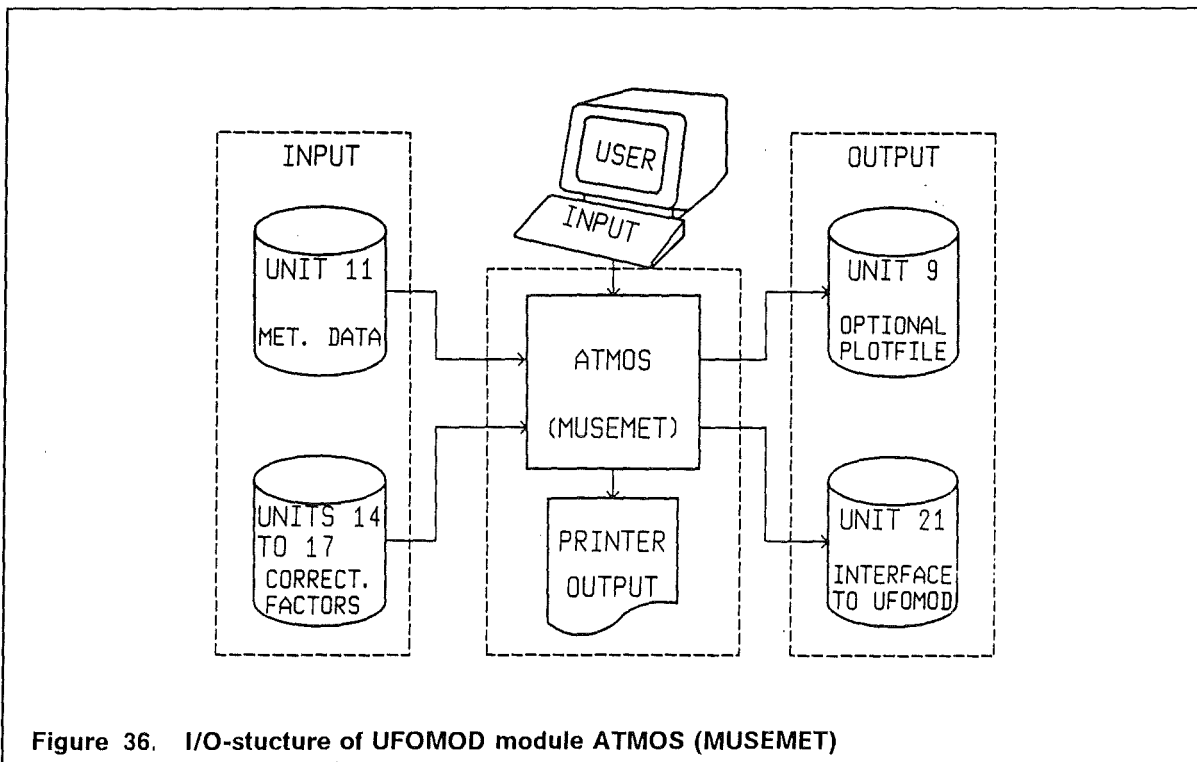 INPUT
UNIT 11
MET. DATA
UNITS 14
TO 17
CORRECT.
FACTORS
USER
INPUT
ATMOS
(MUSEMET)
PRINTER
OUTPUT
OUTPUT
UNIT 9
OPTIONAL
PLOTFILE
UNIT 21
INTERFACE
TO UFOMOD
Figure 36. I/O-stucture of UFOMOD module ATMOS (MUSEMET)